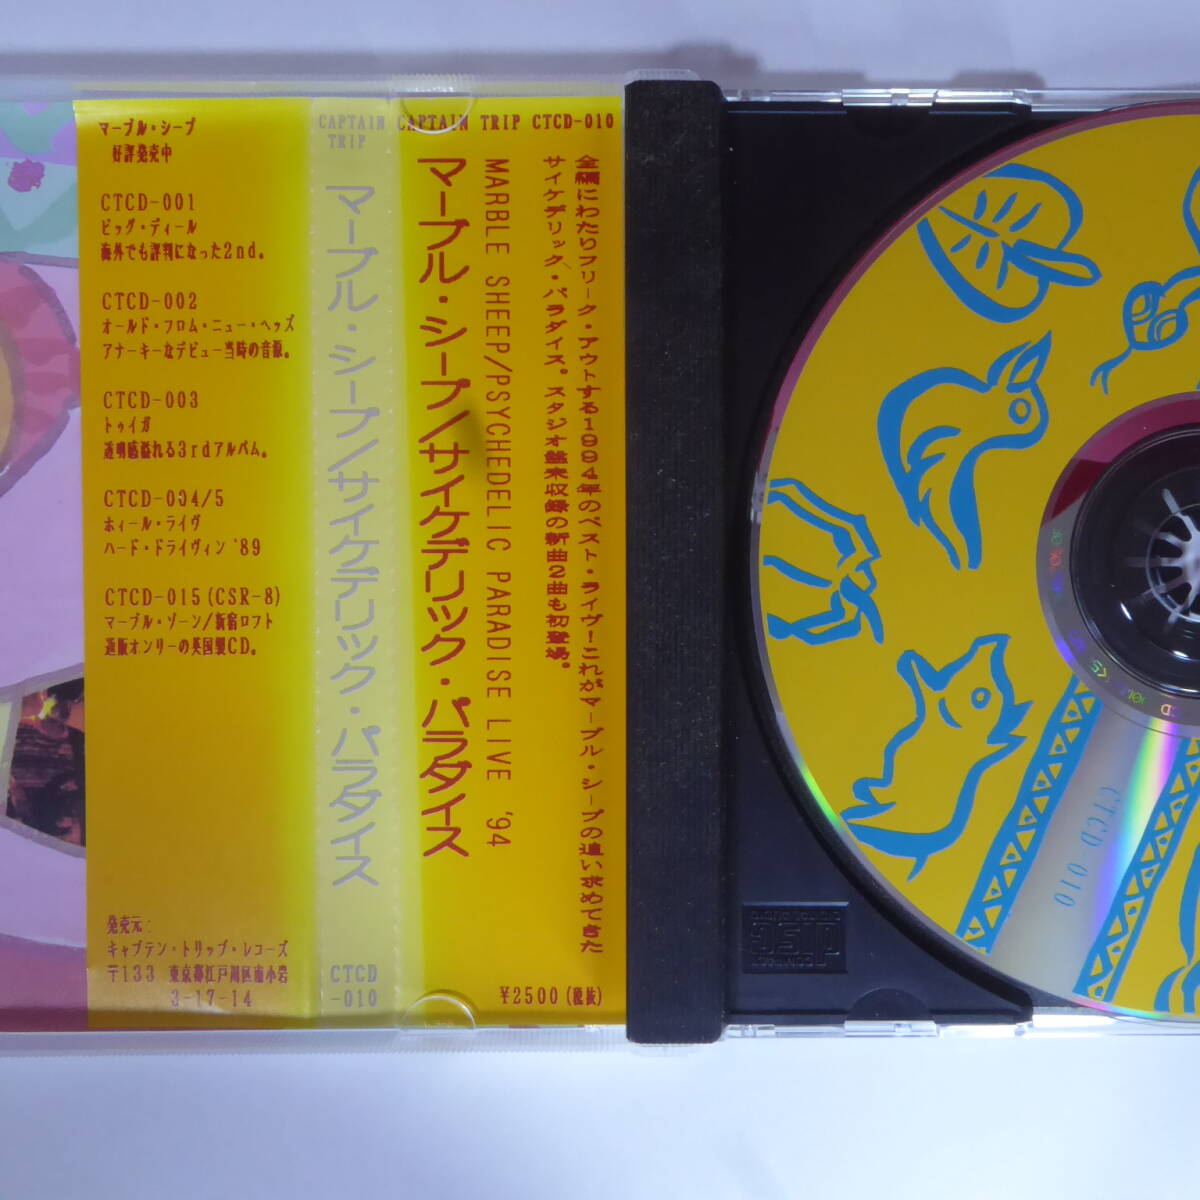 マーブル・シープ
好評発売中
CTCD-001
ビッグ・ディール
海外でも評判になった2nd。
CTCD-002
オールド・フロム・ニュー・ヘッズ
アナーキーなデビュー当時の音源。
CTCD-003
トゥイガ
透明感溢れる3rdアルバム。
CTCD-004/5
ホィール・ライヴ
ハード・ドライヴィン'89
CTCD-015(CSR-8)
マーブル・ゾーン/新宿ロフト
通販オンリーの英国製CD。
発売元:
キャプテン・トリップ・レコーズ
〒133 東京都江戸川区南小岩
3-17-14
CAPTAIN
TRIP
マーブル・シープ/サイケデリック・パラダイス
CTCD
-010
CAPTAIN TRIP CTCD-010
全編にわたりフリーク・アウトする1994年のベスト・ライヴ!これがマーブル・シープの追い求めてきた
サイケデリック・パラダイス。スタジオ盤未収録の新曲2曲も初登場。
MARBLE SHEEP/PSYCHEDELIC PARADISE LIVE '94
マーブル・シープ/サイケデリック・パラダイス
¥2500(税抜)
CTCD-010